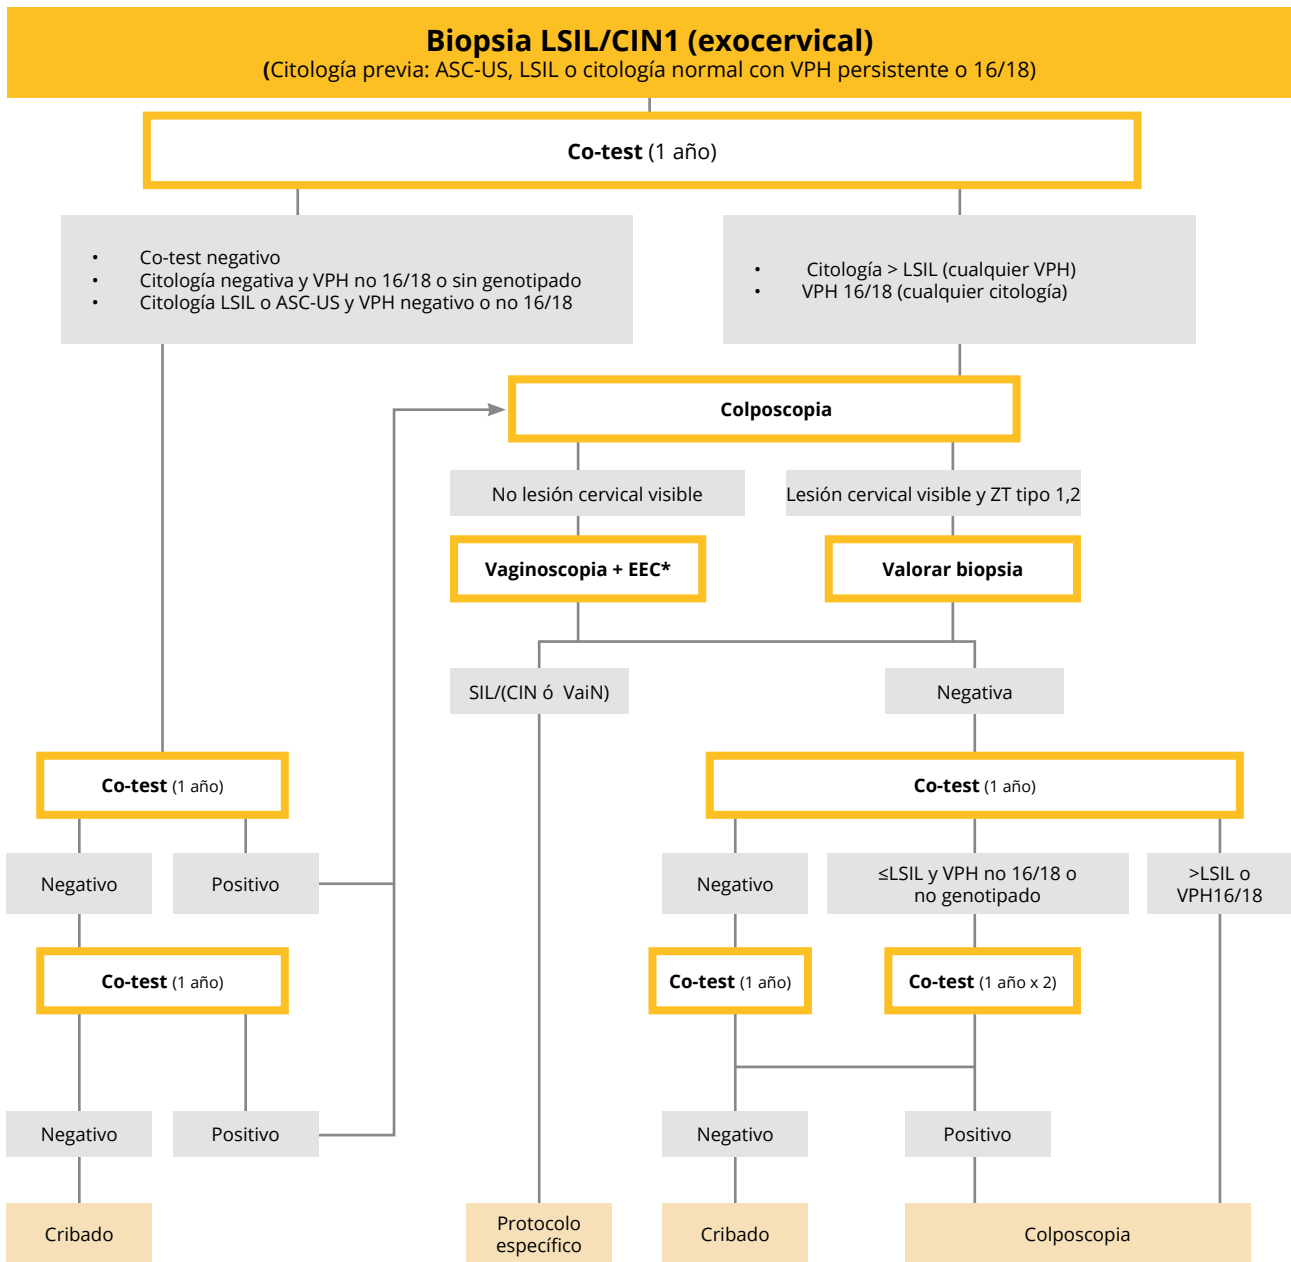 Biopsia LSIL/CIN1 (exocervical)
(Citología previa: ASC-US, LSIL o citología normal con VPH persistente o 16/18)
Co-test (1 año)
• Co-test negativo
• Citología negativa y VPH no 16/18 o sin genotipado
• Citología LSIL o ASC-US y VPH negativo o no 16/18
• Citología > LSIL (cualquier VPH)
• VPH 16/18 (cualquier citología)
Colposcopia
No lesión cervical visible
Lesión cervical visible y ZT tipo 1,2
Vaginoscopia + EEC*
Valorar biopsia
SIL/(CIN ó VaiN)
Negativa
Co-test (1 año)
Co-test (1 año)
Negativo
Positivo
Negativo
≤LSIL y VPH no 16/18 o
no genotipado
>LSIL o
VPH16/18
Co-test (1 año)
Co-test (1 año)
Co-test (1 año x 2)
Negativo
Positivo
Negativo
Positivo
Cribado
Protocolo
específico
Cribado
Colposcopia